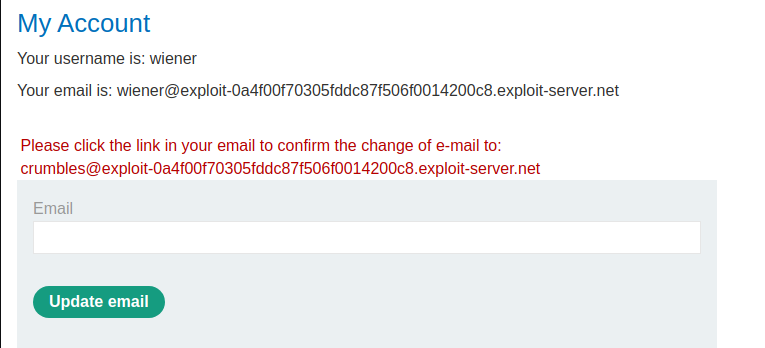 My Account
Your username is: wiener
Your email is: wiener@exploit-0a4f00f70305fddc87f506f0014200c8.exploit-server.net
Please click the link in your email to confirm the change of e-mail to:
crumbles@exploit-0a4f00f70305fddc87f506f0014200c8.exploit-server.net
Email
Update email